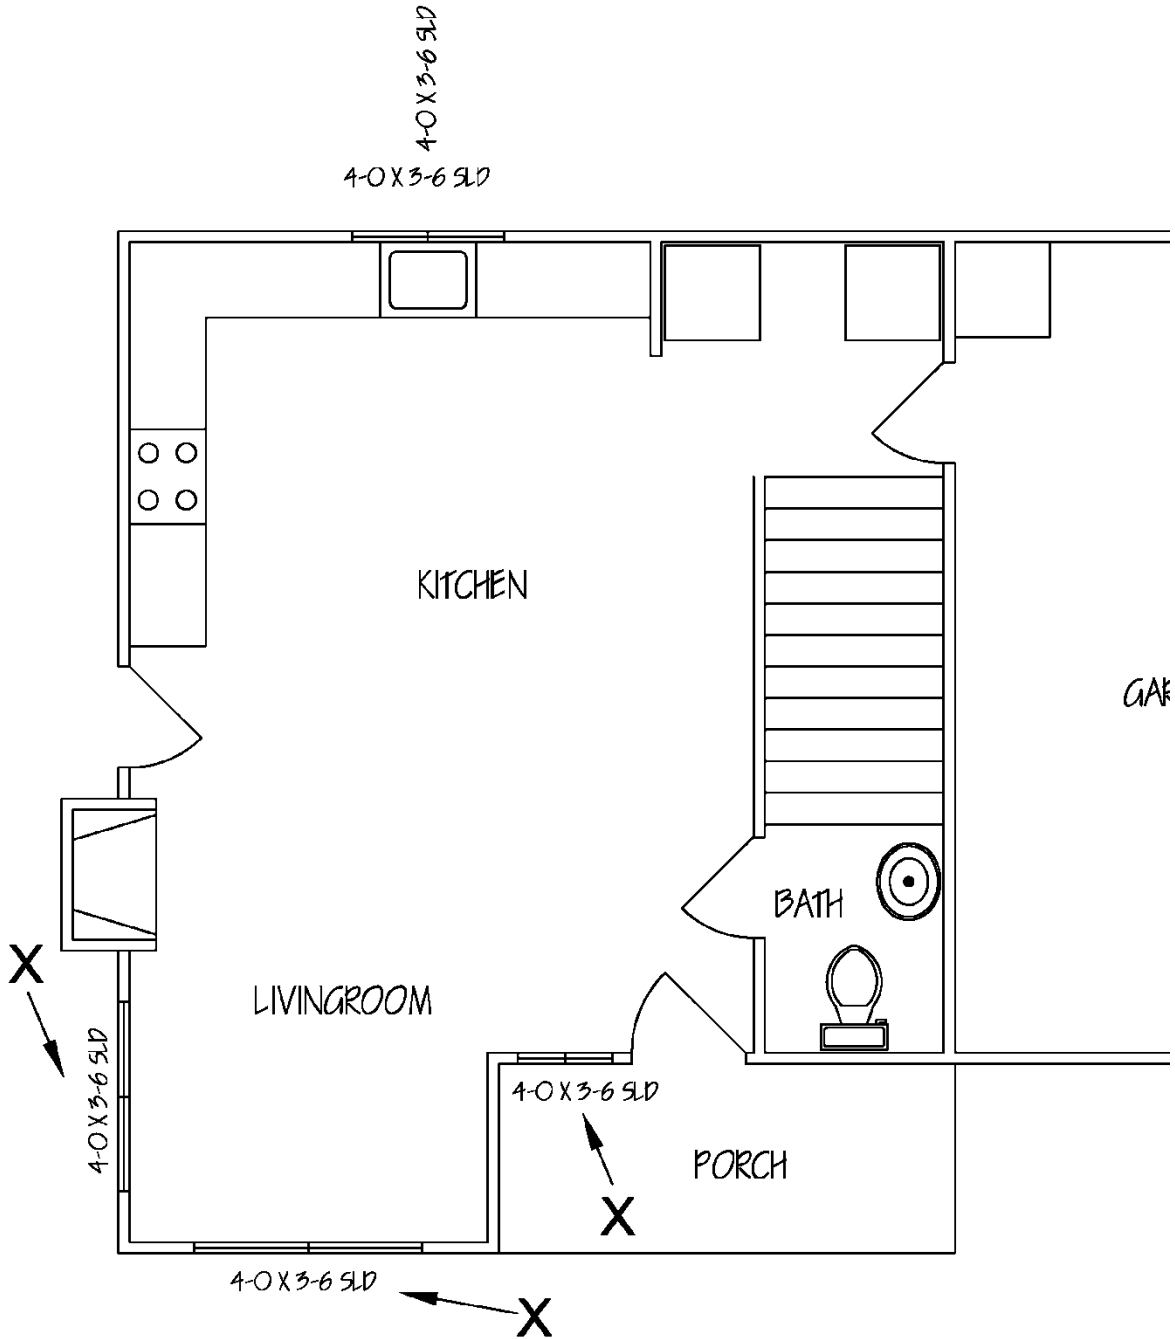 4-0 X 3-6 SLD
4-0 X 3-6 SLD
KITCHEN
GAR
BATH
X
LIVINGROOM
4-0 X 3-6 SLD
4-0 X 3-6 SLD
PORCH
X
4-0 X 3-6 SLD
X